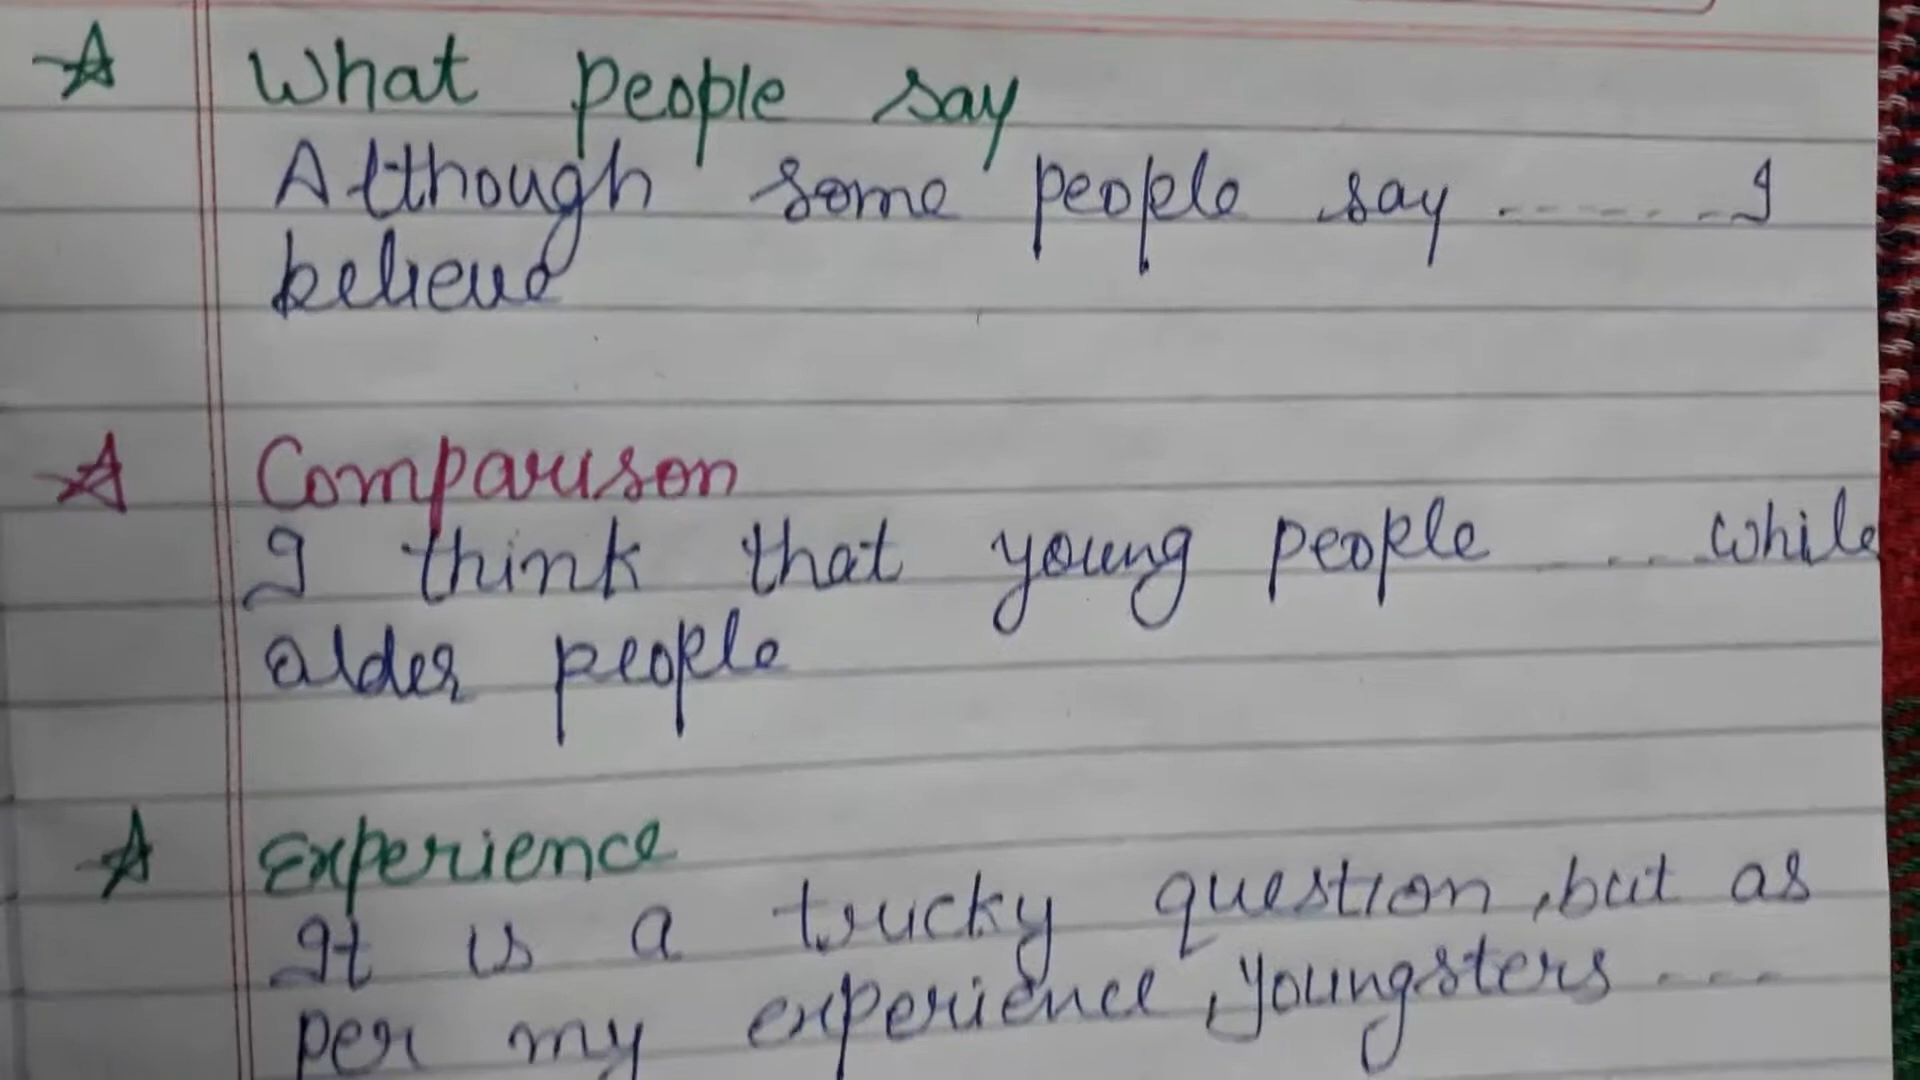 What people say
Although some people say ....... I
believe
Comparison
I think that young people ... while
older people
Experience
It is a tricky question, but as
per my experience, youngsters ....